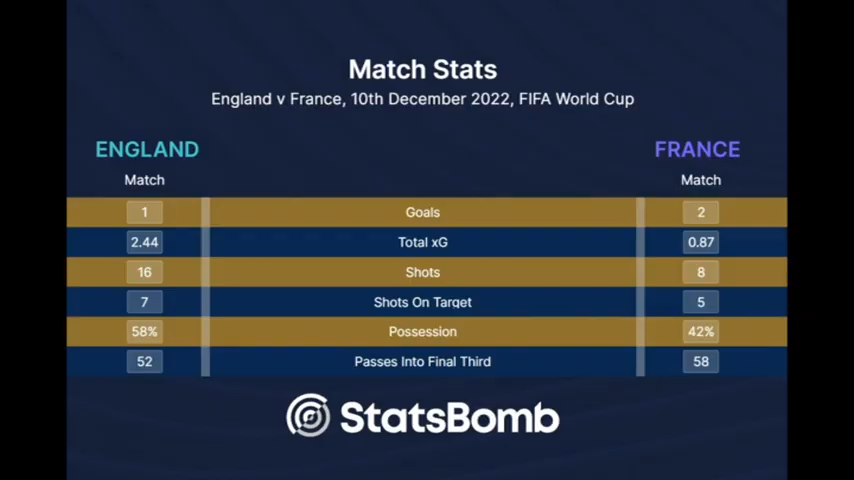 Match Stats
England v France, 10th December 2022, FIFA World Cup
ENGLAND FRANCE
Match Match
1 Goals 2
2.44 Total xG 0.87
16 Shots 8
7 Shots On Target 5
58% Possession 42%
52 Passes Into Final Third 58
StatsBomb